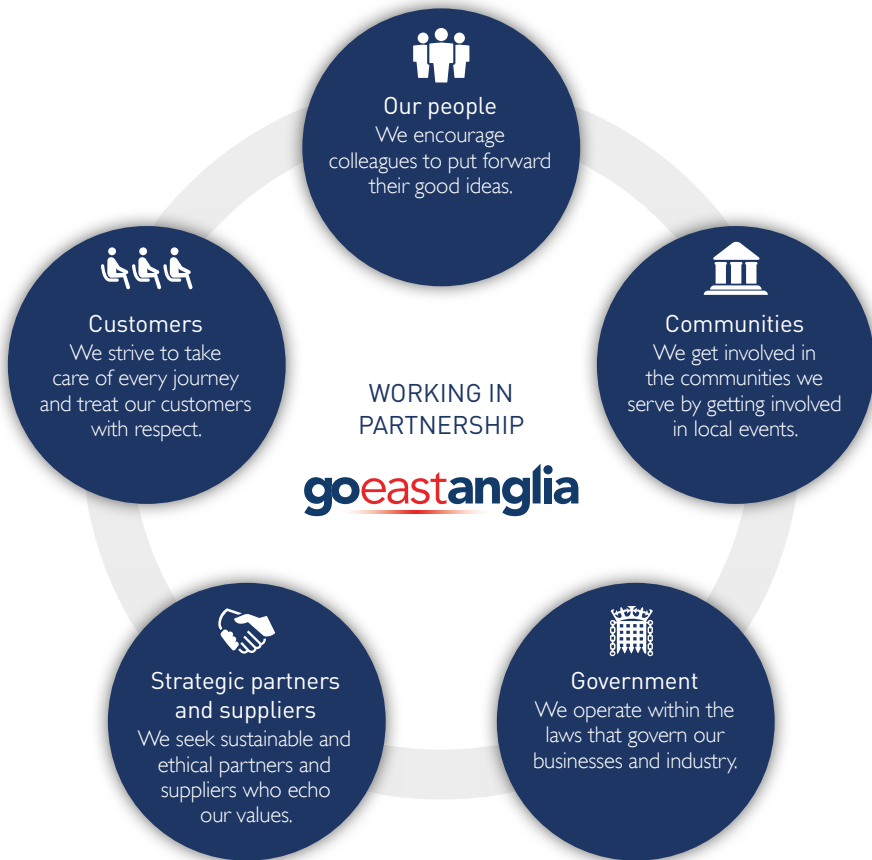 Our people
We encourage
colleagues to put forward
their good ideas.
Customers
We strive to take
care of every journey
and treat our customers
with respect.
Communities
We get involved in
the communities we
serve by getting involved
in local events.
WORKING IN
PARTNERSHIP
goeastanglia
Strategic partners
and suppliers
We seek sustainable and
ethical partners and
suppliers who echo
our values.
Government
We operate within the
laws that govern our
businesses and industry.